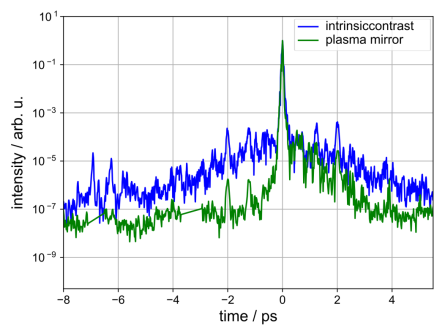 intrinsiccontrast
plasma mirror
intensity / arb. u.
10�1
10⁻1
10⁻3
10⁻5
10⁻7
10⁻9
−8 −6 −4 −2 0 2 4
time / ps